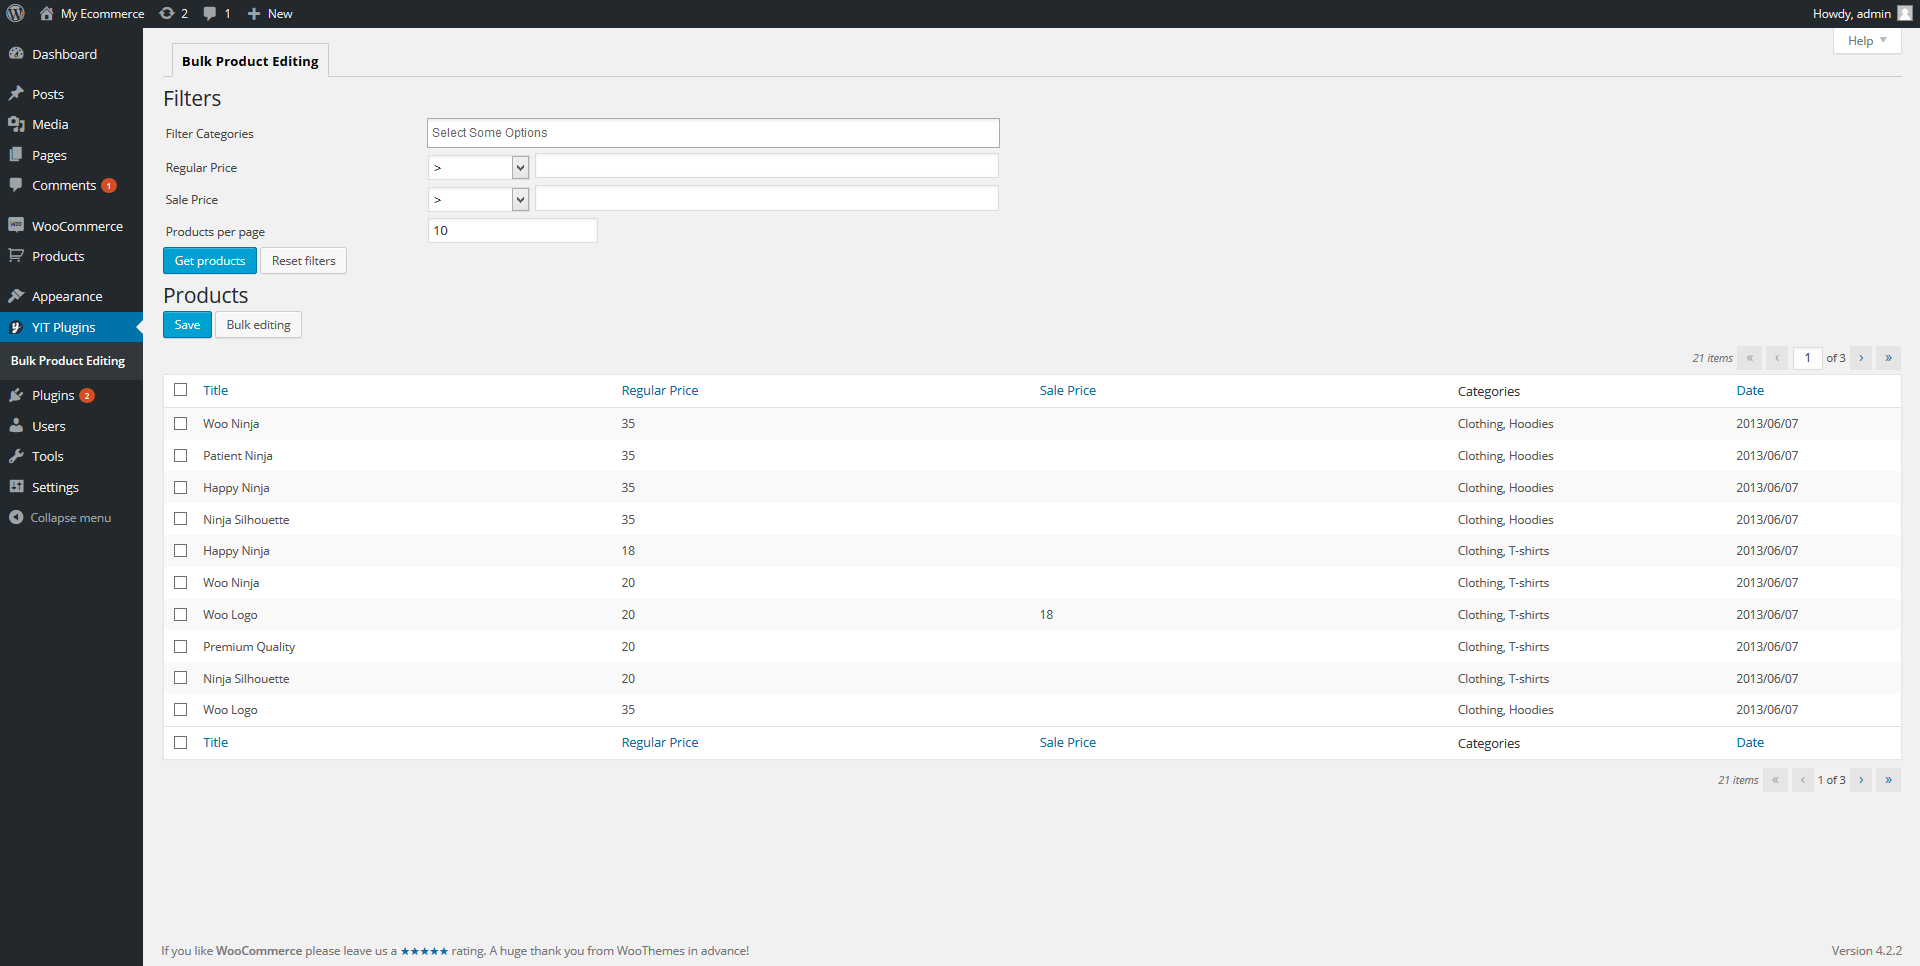 My Ecommerce 2 1 New Howdy, admin
Help
Dashboard
Posts
Media
Pages
Comments 1
WooCommerce
Products
Appearance
YIT Plugins
Bulk Product Editing
Plugins 2
Users
Tools
Settings
Collapse menu
Bulk Product Editing
Filters
Filter Categories Select Some Options
Regular Price >
Sale Price >
Products per page 10
Get products Reset filters
Products
Save Bulk editing
21 items « ‹ 1 of 3 › »
Title Regular Price Sale Price Categories Date
Woo Ninja 35 Clothing, Hoodies 2013/06/07
Patient Ninja 35 Clothing, Hoodies 2013/06/07
Happy Ninja 35 Clothing, Hoodies 2013/06/07
Ninja Silhouette 35 Clothing, Hoodies 2013/06/07
Happy Ninja 18 Clothing, T-shirts 2013/06/07
Woo Ninja 20 Clothing, T-shirts 2013/06/07
Woo Logo 20 18 Clothing, T-shirts 2013/06/07
Premium Quality 20 Clothing, T-shirts 2013/06/07
Ninja Silhouette 20 Clothing, T-shirts 2013/06/07
Woo Logo 35 Clothing, Hoodies 2013/06/07
Title Regular Price Sale Price Categories Date
21 items « ‹ 1 of 3 › »
If you like WooCommerce please leave us a ★★★★★ rating. A huge thank you from WooThemes in advance! Version 4.2.2